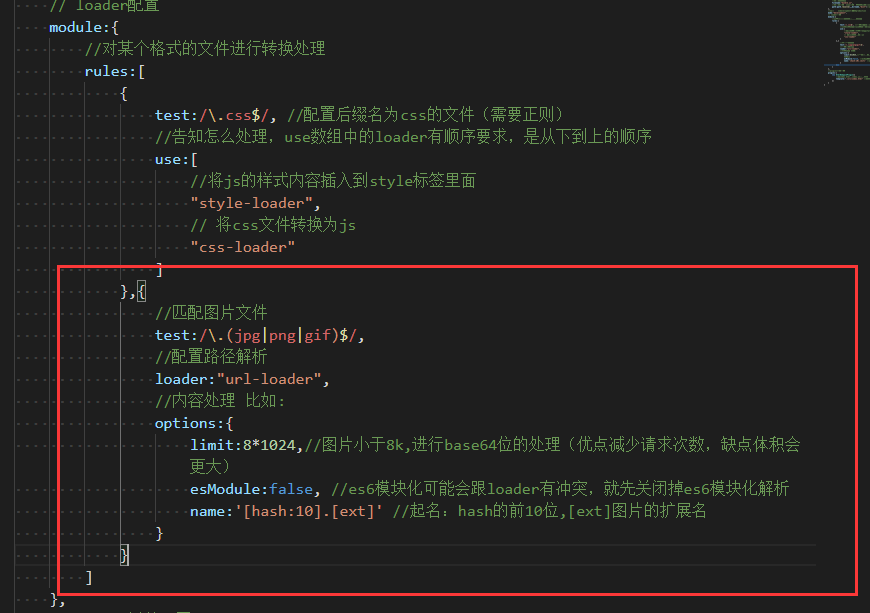 // loader配置
module:{
//对某个格式的文件进行转换处理
rules:[
{
test:/\.css$/, //配置后缀名为css的文件（需要正则）
//告知怎么处理，use数组中的loader有顺序要求，是从下到上的顺序
use:[
//将js的样式内容插入到style标签里面
"style-loader",
// 将css文件转换为js
"css-loader"
]
},{
//匹配图片文件
test:/\.(jpg|png|gif)$/,
//配置路径解析
loader:"url-loader",
//内容处理 比如：
options:{
limit:8*1024,//图片小于8k,进行base64位的处理（优点减少请求次数，缺点体积会
更大）
esModule:false, //es6模块化可能会跟loader有冲突，就先关闭掉es6模块化解析
name:'[hash:10].[ext]' //起名：hash的前10位,[ext]图片的扩展名
}
}
]
},